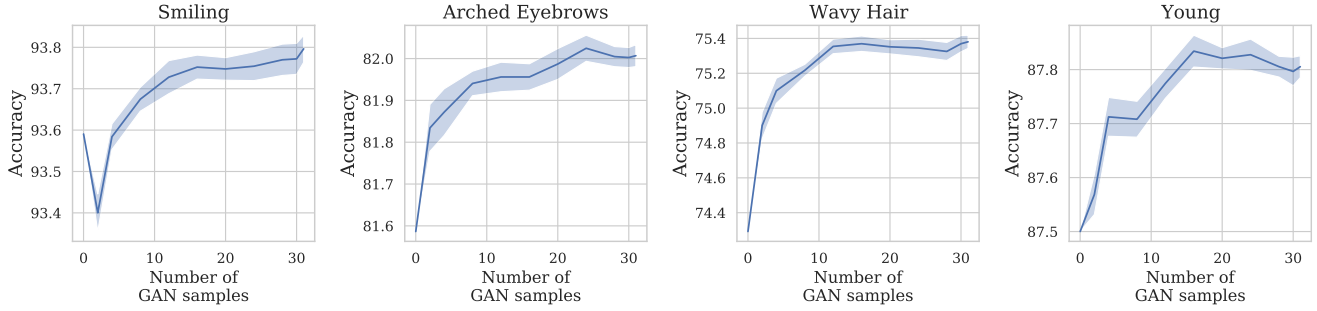 Smiling
Accuracy
93.8
93.7
93.6
93.5
93.4
0 10 20 30
Number of
GAN samples
Arched Eyebrows
Accuracy
82.0
81.9
81.8
81.7
81.6
0 10 20 30
Number of
GAN samples
Wavy Hair
Accuracy
75.4
75.2
75.0
74.8
74.6
74.4
0 10 20 30
Number of
GAN samples
Young
Accuracy
87.8
87.7
87.6
87.5
0 10 20 30
Number of
GAN samples